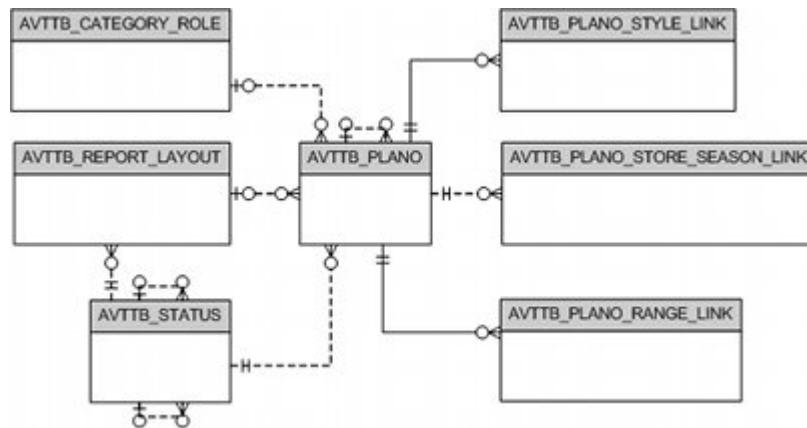 AVTTB_CATEGORY_ROLE
AVTTB_PLANO_STYLE_LINK
AVTTB_REPORT_LAYOUT
AVTTB_PLANO
AVTTB_PLANO_STORE_SEASON_LINK
AVTTB_STATUS
AVTTB_PLANO_RANGE_LINK